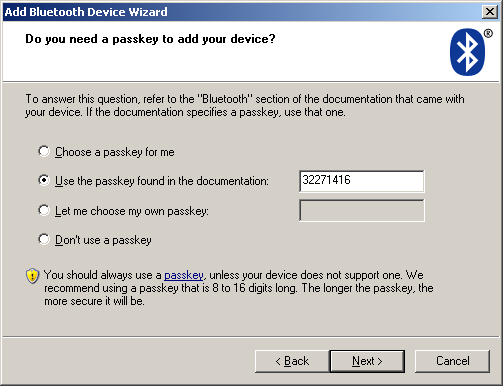 Add Bluetooth Device Wizard
Do you need a passkey to add your device?
®
To answer this question, refer to the "Bluetooth" section of the documentation that came with
your device. If the documentation specifies a passkey, use that one.
Choose a passkey for me
Use the passkey found in the documentation: 32271416
Let me choose my own passkey:
Don't use a passkey
You should always use a passkey, unless your device does not support one. We
recommend using a passkey that is 8 to 16 digits long. The longer the passkey, the
more secure it will be.
< Back Next > Cancel